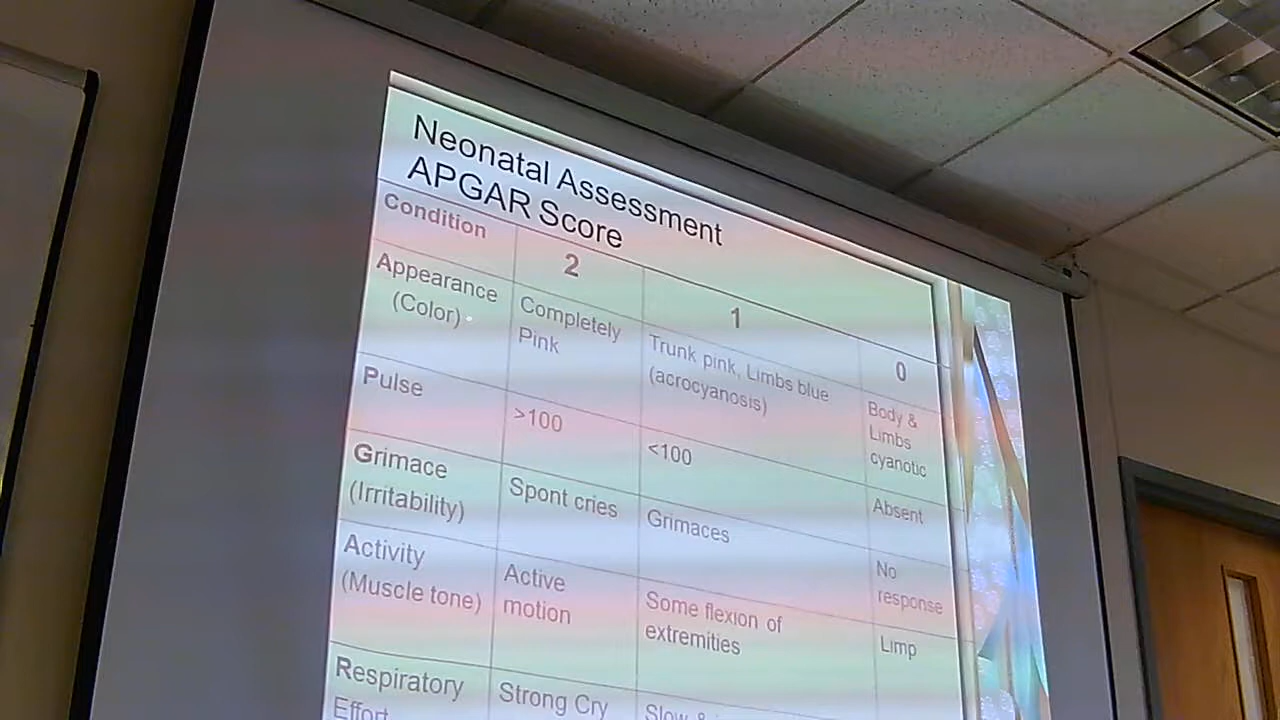 Neonatal Assessment
APGAR Score
Condition 2 1 0
Appearance
(Color)
Completely
Pink
Trunk pink, Limbs blue
(acrocyanosis)
Body &
Limbs
cyanotic
Pulse
>100
<100
Absent
Grimace
(Irritability)
Spont cries
Grimaces
No
response
Activity
(Muscle tone)
Active
motion
Some flexion of
extremities
Limp
Respiratory
Effort
Strong Cry
Slow &